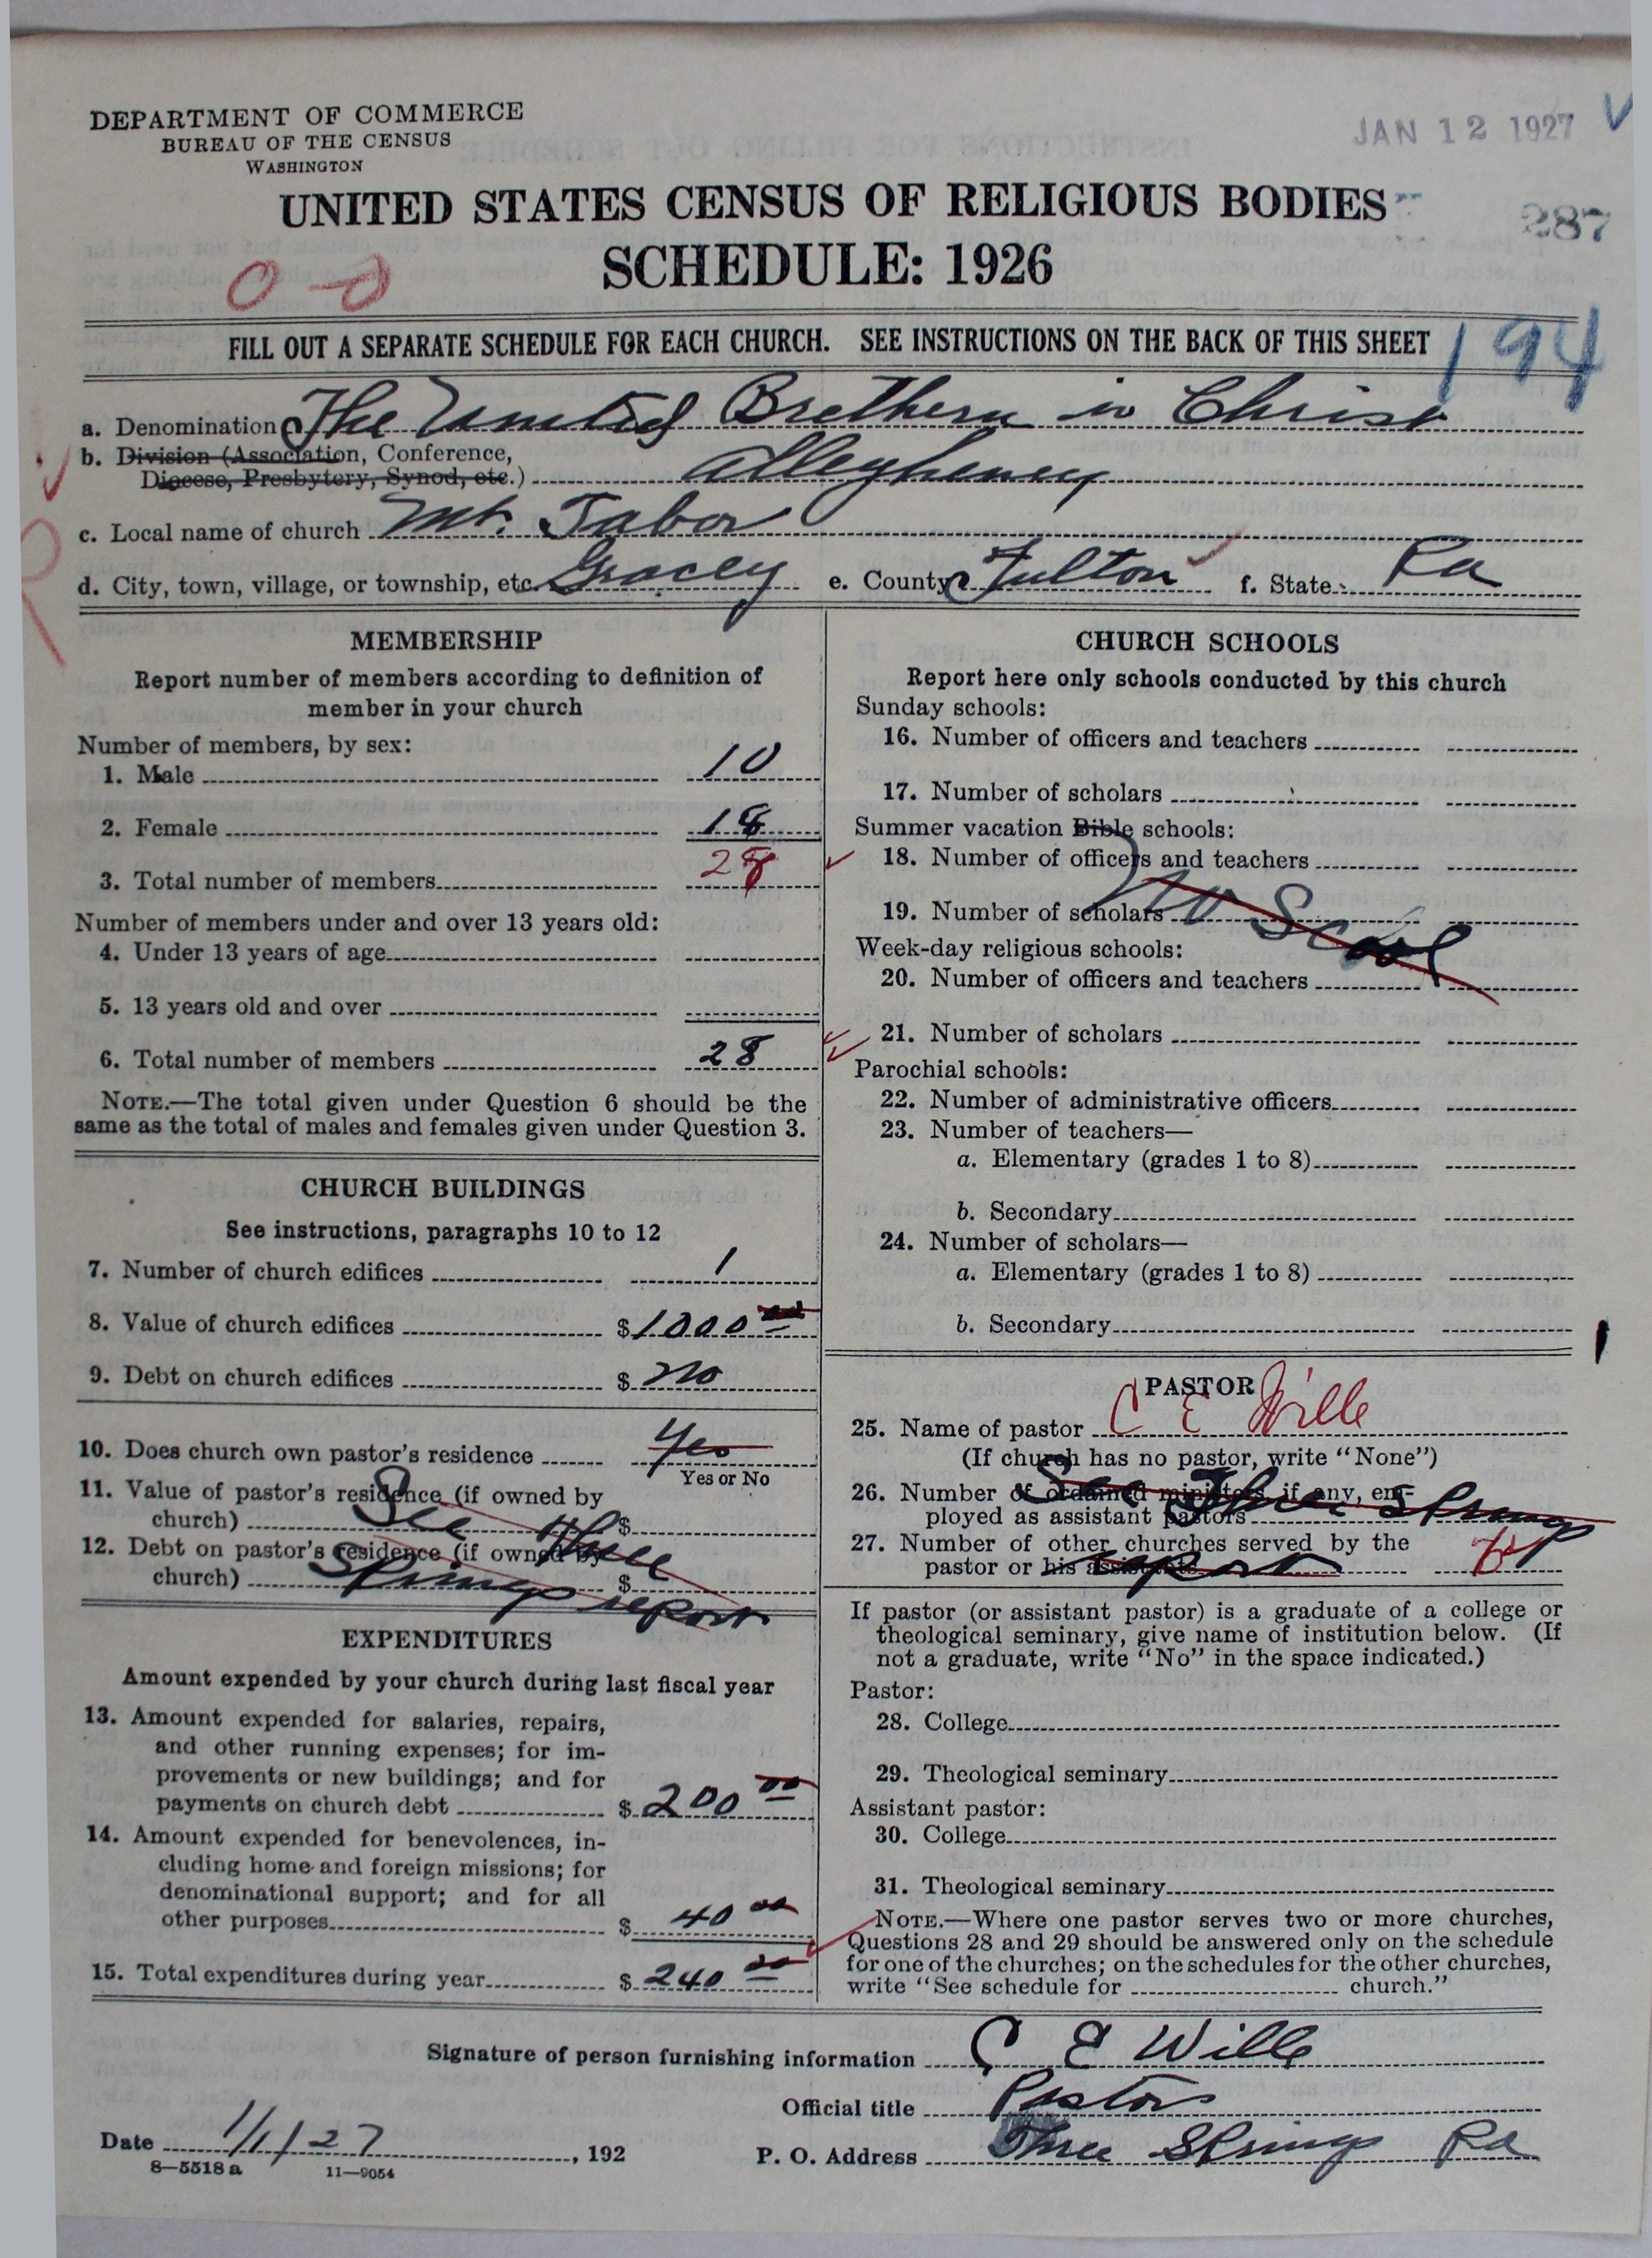 DEPARTMENT OF COMMERCE
BUREAU OF THE CENSUS
WASHINGTON
JAN 12 1927
UNITED STATES CENSUS OF RELIGIOUS BODIES
287
SCHEDULE: 1926
FILL OUT A SEPARATE SCHEDULE FOR EACH CHURCH. SEE INSTRUCTIONS ON THE BACK OF THIS SHEET
194
a. Denomination The United Brethern in Christ
b. Division (Association, Conference,
Diocese, Presbytery, Synod, etc.) Allegheney
c. Local name of church Mt. Tabor
d. City, town, village, or township, etc. Gracey e. County Fulton f. State Pa
MEMBERSHIP
Report number of members according to definition of
member in your church
Number of members, by sex:
1. Male 10
2. Female 18
3. Total number of members 28
Number of members under and over 13 years old:
4. Under 13 years of age
5. 13 years old and over
6. Total number of members 28
NOTE.—The total given under Question 6 should be the
same as the total of males and females given under Question 3.
CHURCH BUILDINGS
See instructions, paragraphs 10 to 12
7. Number of church edifices 1
8. Value of church edifices $1000 00
9. Debt on church edifices $ no
10. Does church own pastor's residence Yes
Yes or No
11. Value of pastor's residence (if owned by
church) See $
12. Debt on pastor's residence (if owned by Three
church) Springs $ report
EXPENDITURES
Amount expended by your church during last fiscal year
13. Amount expended for salaries, repairs,
and other running expenses; for im-
provements or new buildings; and for
payments on church debt $ 200 00
14. Amount expended for benevolences, in-
cluding home and foreign missions; for
denominational support; and for all
other purposes $ 40 00
15. Total expenditures during year $ 240 00
CHURCH SCHOOLS
Report here only schools conducted by this church
Sunday schools:
16. Number of officers and teachers
17. Number of scholars
Summer vacation Bible schools:
18. Number of officers and teachers
19. Number of scholars No Scool
Week-day religious schools:
20. Number of officers and teachers
21. Number of scholars
Parochial schools:
22. Number of administrative officers
23. Number of teachers—
a. Elementary (grades 1 to 8)
b. Secondary
24. Number of scholars—
a. Elementary (grades 1 to 8)
b. Secondary
PASTOR
25. Name of pastor C E Wille
(If church has no pastor, write "None")
26. Number of ordained ministers, if any, em-
ployed as assistant pastors See Three Springs
27. Number of other churches served by the
pastor or his assistants report
If pastor (or assistant pastor) is a graduate of a college or
theological seminary, give name of institution below. (If
not a graduate, write "No" in the space indicated.)
Pastor:
28. College
29. Theological seminary
Assistant pastor:
30. College
31. Theological seminary
NOTE.—Where one pastor serves two or more churches,
Questions 28 and 29 should be answered only on the schedule
for one of the churches; on the schedules for the other churches,
write "See schedule for church."
Signature of person furnishing information C E Wille
Official title Pastor
Date 1/1/27, 192
P. O. Address Three Springs Pa
8—5518 a 11—9054